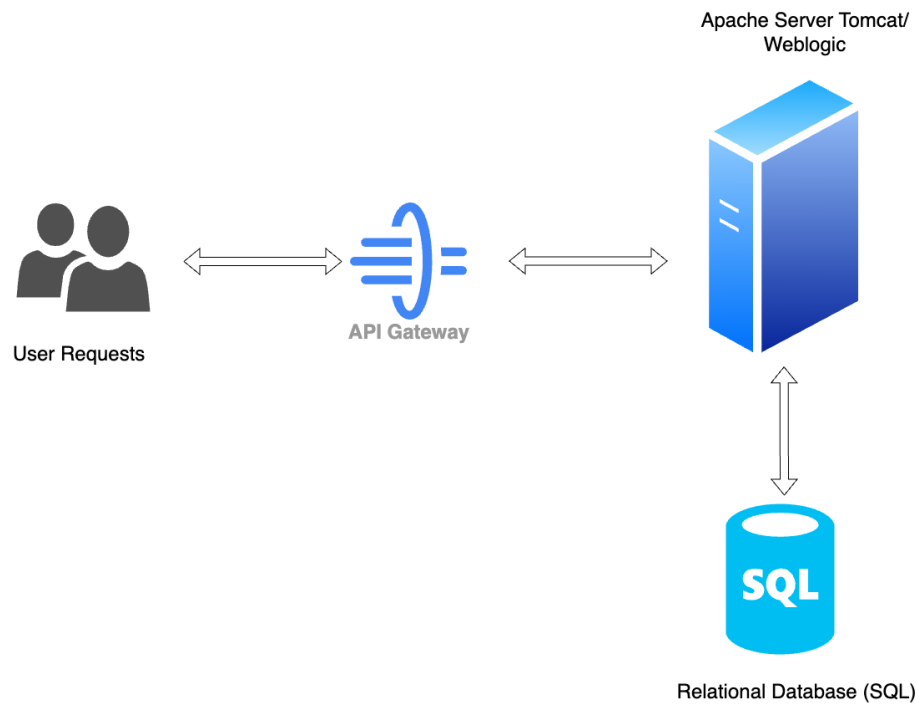 Apache Server Tomcat/
Weblogic
API Gateway
User Requests
SQL
Relational Database (SQL)